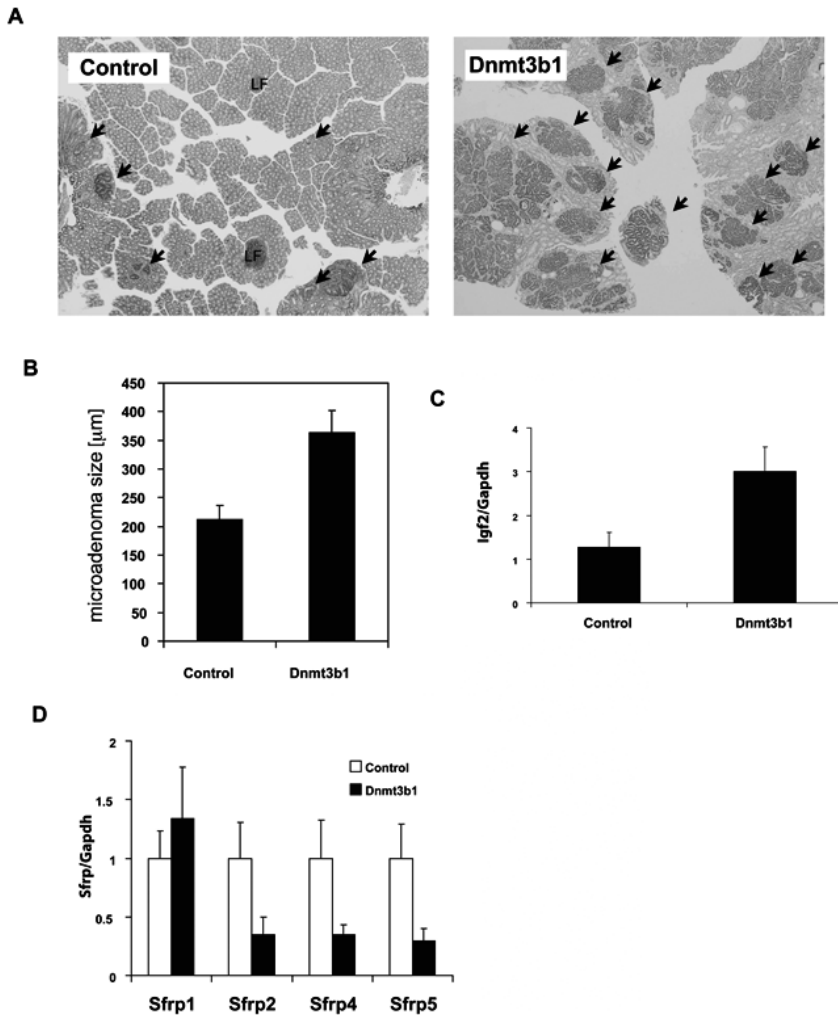 A
Control
LF
LF
Dnmt3b1
B
microadenoma size [µm]
450
400
350
300
250
200
150
100
50
0
Control
Dnmt3b1
C
Igf2/Gapdh
4
3
2
1
0
Control
Dnmt3b1
D
Sfrp/Gapdh
2
1.5
1
0.5
0
Control
Dnmt3b1
Sfrp1
Sfrp2
Sfrp4
Sfrp5